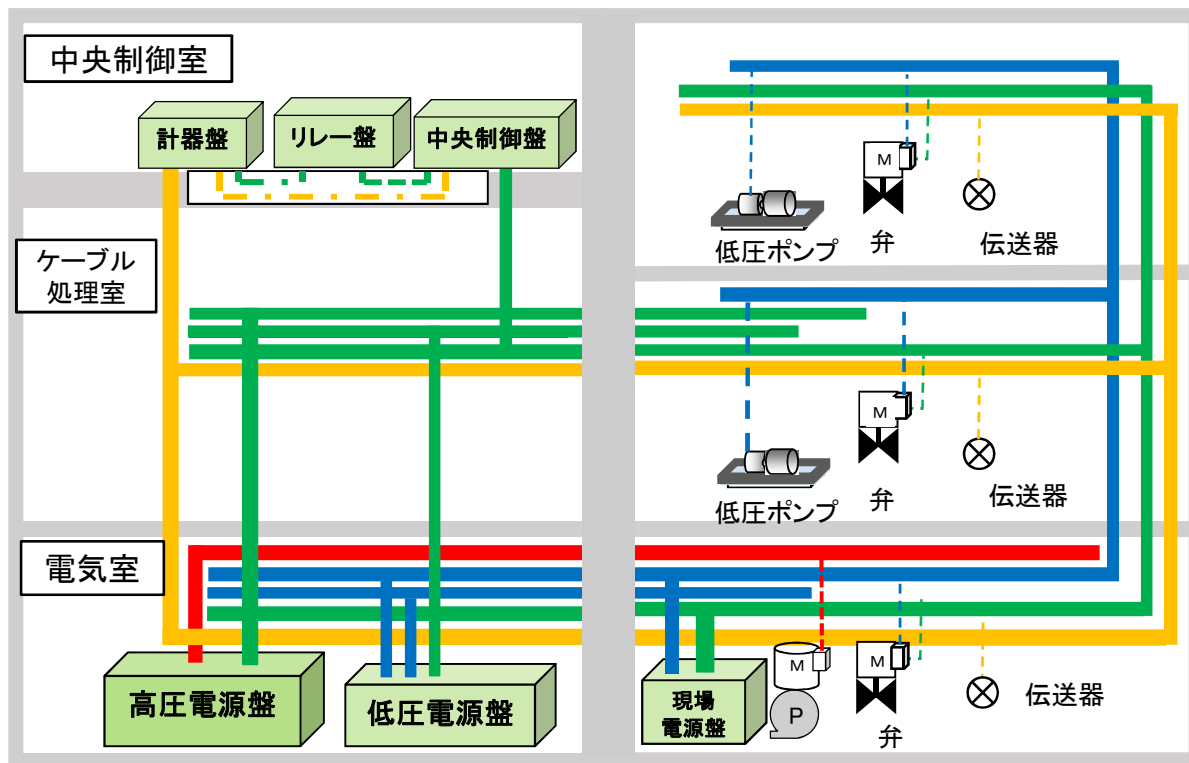 中央制御室
計器盤
リレー盤
中央制御盤
M
低圧ポンプ
弁
伝送器
ケーブル
処理室
M
低圧ポンプ
弁
伝送器
電気室
高圧電源盤
低圧電源盤
現場
電源盤
M
P
M
弁
伝送器